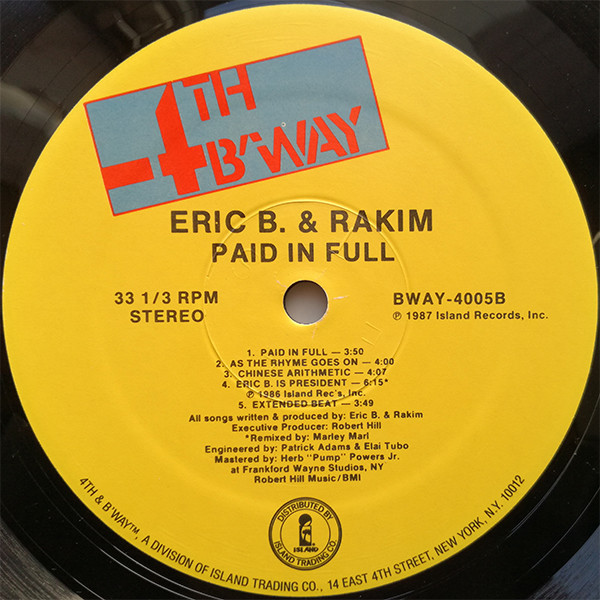 4TH
B'WAY
ERIC B. & RAKIM
PAID IN FULL
33 1/3 RPM
STEREO
BWAY-4005B
℗ 1987 Island Records, Inc.
1. PAID IN FULL — 3:50
2. AS THE RHYME GOES ON — 4:00
3. CHINESE ARITHMETIC — 4:07
4. ERIC B. IS PRESIDENT — 6:15*
℗ 1986 Island Rec's, Inc.
5. EXTENDED BEAT — 3:49
All songs written & produced by: Eric B. & Rakim
Executive Producer: Robert Hill
*Remixed by: Marley Marl
Engineered by: Patrick Adams & Elai Tubo
Mastered by: Herb "Pump" Powers Jr.
at Frankford Wayne Studios, NY
Robert Hill Music/BMI
DISTRIBUTED BY
ISLAND
ISLAND TRADING CO.
4TH & B'WAY™, A DIVISION OF ISLAND TRADING CO., 14 EAST 4TH STREET, NEW YORK, N.Y. 10012